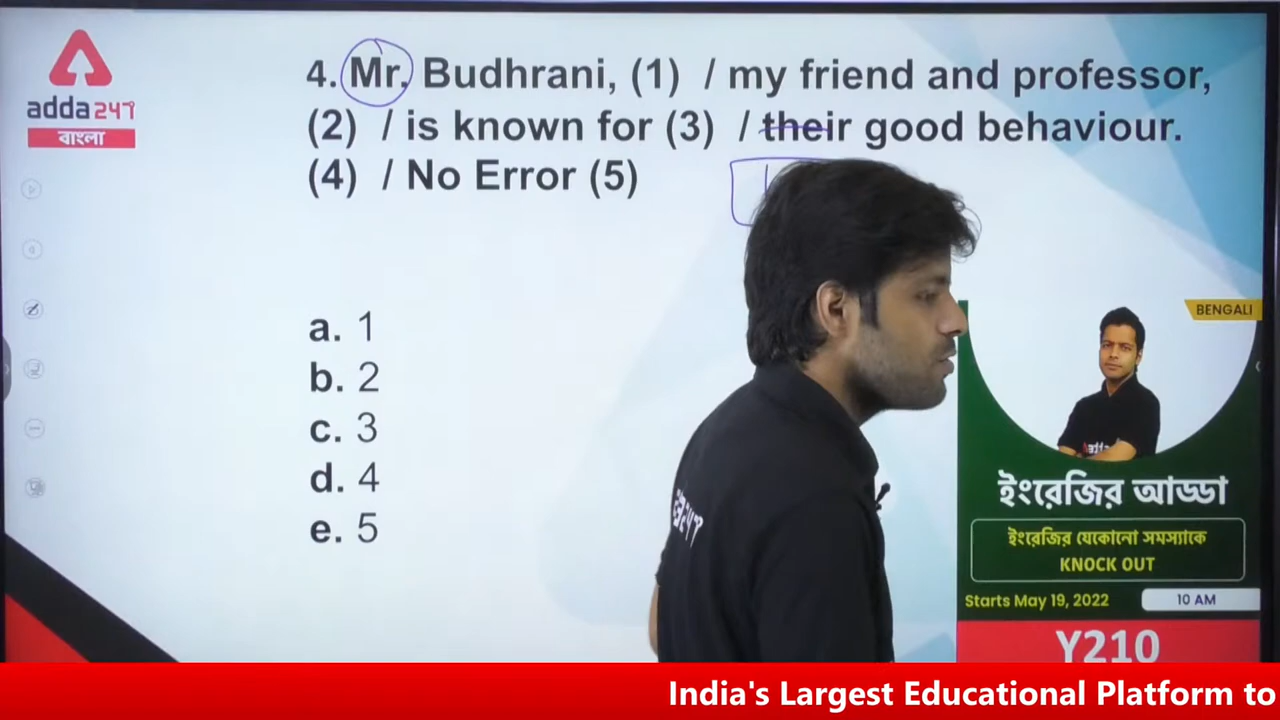 adda247
বাংলা
4. Mr. Budhrani, (1) / my friend and professor,
(2) / is known for (3) / their good behaviour.
(4) / No Error (5)
a. 1
b. 2
c. 3
d. 4
e. 5
BENGALI
ইংরেজির আড্ডা
ইংরেজির যেকোনো সমস্যাকে
KNOCK OUT
Starts May 19, 2022
10 AM
Y210
India's Largest Educational Platform to